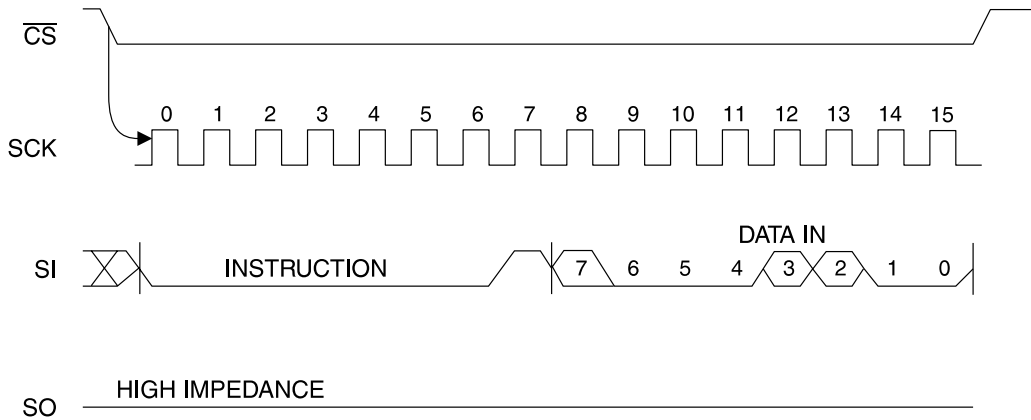 CS
0 1 2 3 4 5 6 7 8 9 10 11 12 13 14 15
SCK
DATA IN
SI
INSTRUCTION
7 6 5 4 3 2 1 0
HIGH IMPEDANCE
SO